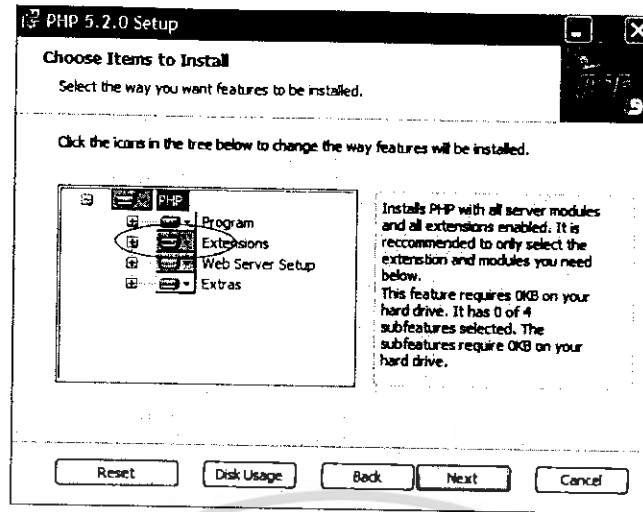 PHP 5.2.0 Setup
Choose Items to Install
Select the way you want features to be installed.
Click the icons in the tree below to change the way features will be installed.
PHP
Program
Extensions
Web Server Setup
Extras
Installs PHP with all server modules
and all extensions enabled. It is
reccommended to only select the
extenstion and modules you need
below.
This feature requires 0KB on your
hard drive. It has 0 of 4
subfeatures selected. The
subfeatures require 0KB on your
hard drive.
Reset
Disk Usage
Back
Next
Cancel